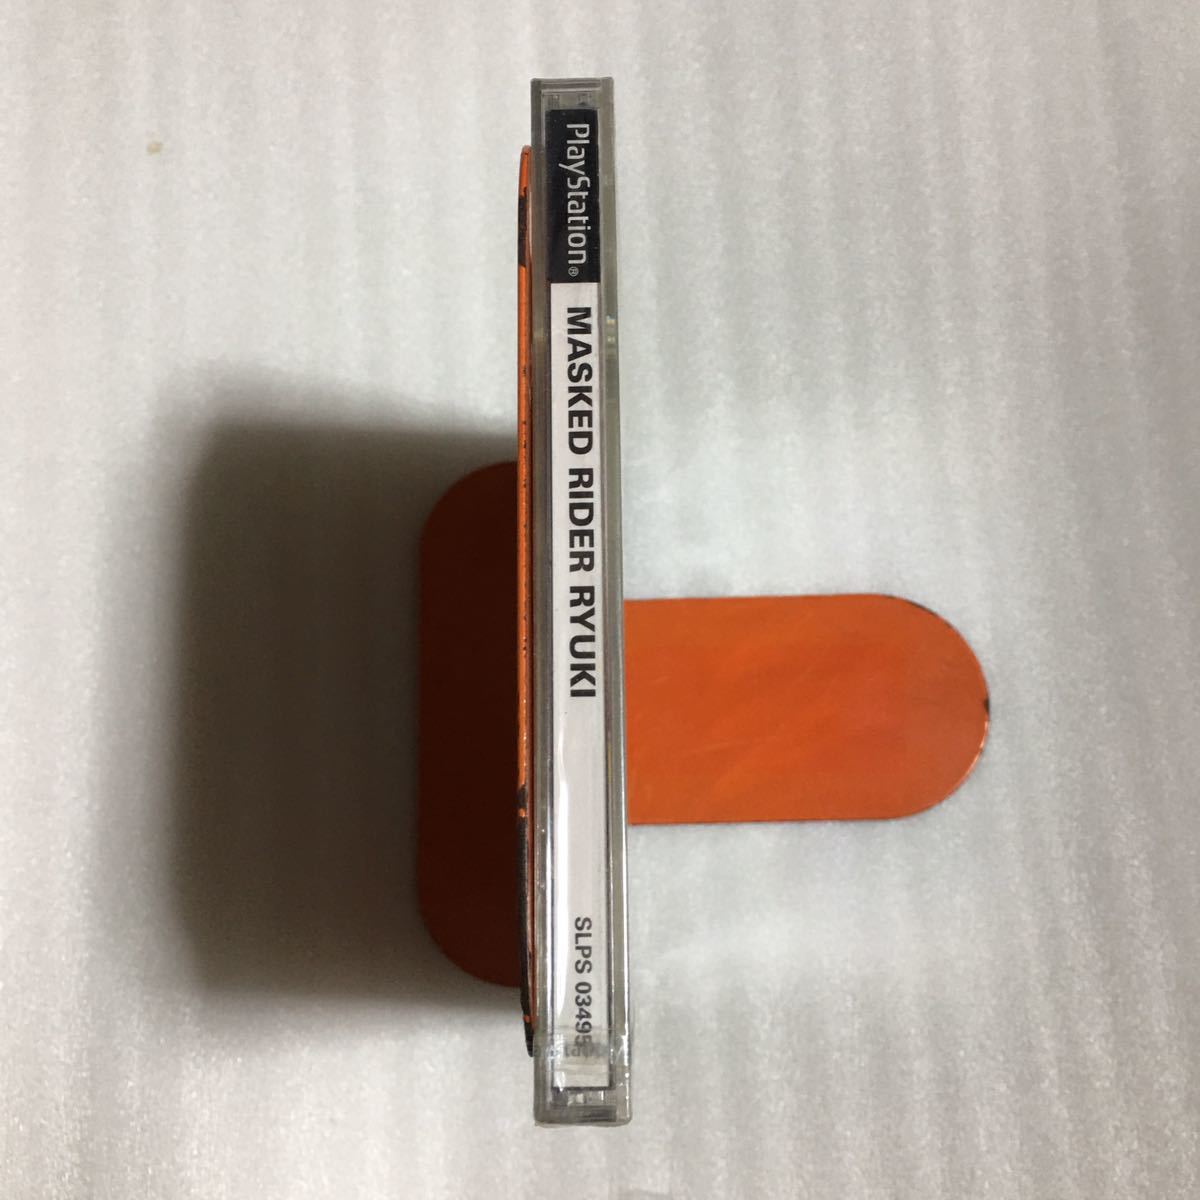 PlayStation®
MASKED RIDER RYUKI
SLPS 03495